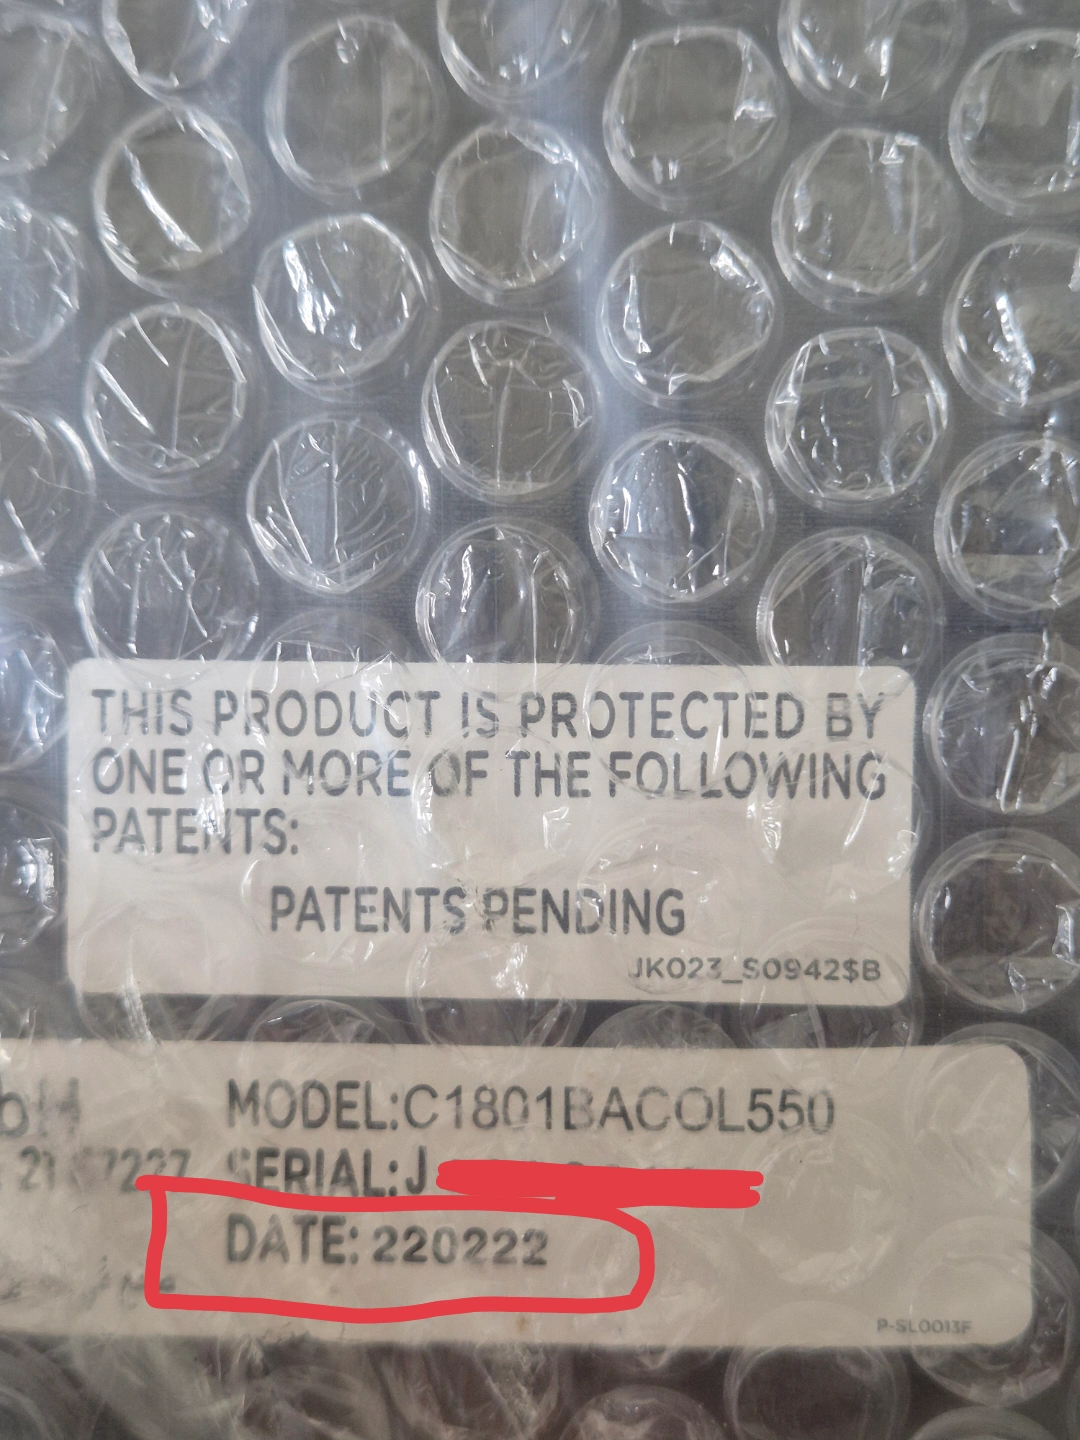 THIS PRODUCT IS PROTECTED BY
ONE OR MORE OF THE FOLLOWING
PATENTS:
PATENTS PENDING
JK023_S0942$B
MODEL:C1801BACOL550
SERIAL:J
DATE: 220222
P-SL0013F